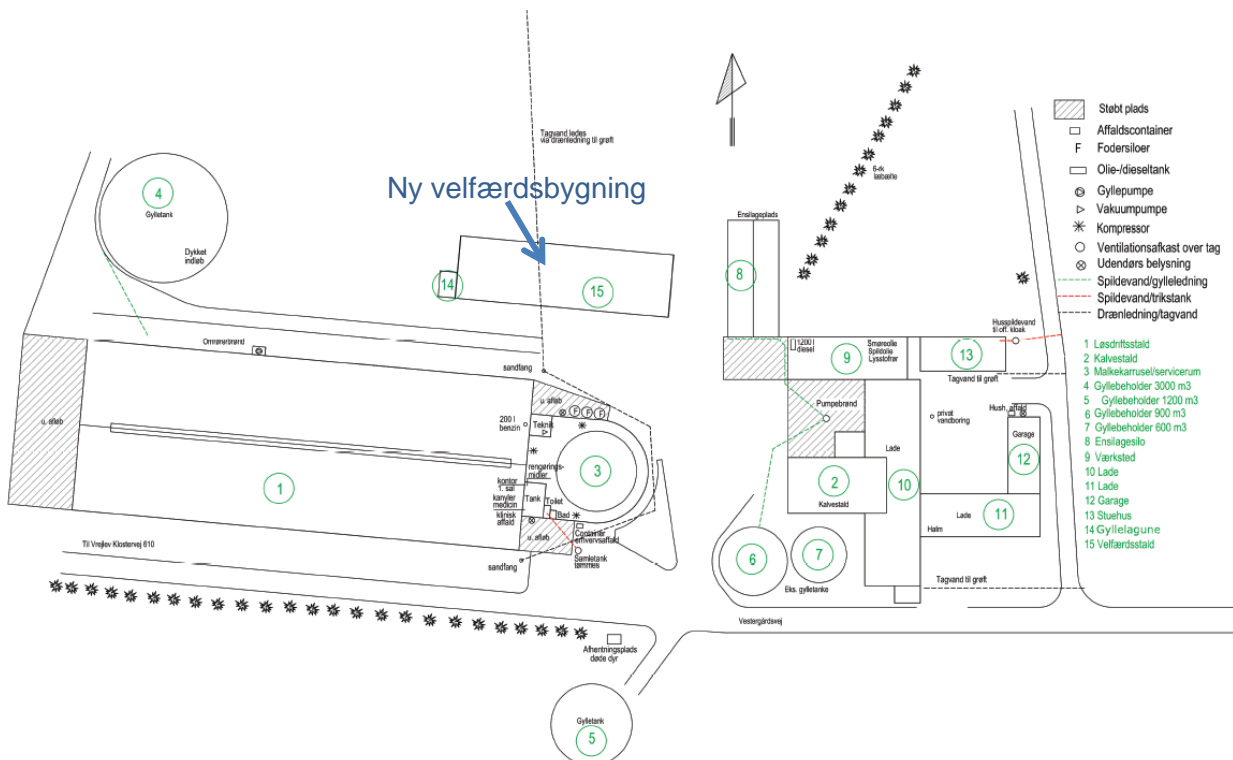 Tagvand ledes
via drænledning til grøft
Ny velfærdsbygning
4
Gylletank
Dykket
indløb
14
15
Omrørerbrønd
sandfang
u. afløb
u. afløb
200 l
benzin
Teknik
F
F
F
rengørings-
midler
3
kontor
1. sal
kanyler
medicin
klinisk
affald
Tank
Toilet
Bad
1
u. afløb
Container
erhvervsaffald
Samletank
tømmes
sandfang
Til Vrejlev Klostervej 610
Afhentningsplads
døde dyr
Gylletank
5
6-rk
læbælte
Ensilageplads
8
1200 l
diesel
9
Smøreolie
Spildolie
Lysstofrør
13
Husspildevand
til off. kloak
Tagvand til grøft
Pumpebrønd
privat
vandboring
Hush. affald
Garage
12
Lade
10
2
Kalvestald
Lade
11
Halm
6
7
Eks. gylletanke
Tagvand til grøft
Vestergårdsvej
Støbt plads
Affaldscontainer
F Fodersiloer
Olie-/dieseltank
Gyllepumpe
Vakuumpumpe
Kompressor
Ventilationsafkast over tag
Udendørs belysning
Spildevand/gylleledning
Spildevand/trikstank
Drænledning/tagvand
1 Løsdriftsstald
2 Kalvestald
3 Malkekarrusel/servicerum
4 Gyllebeholder 3000 m3
5 Gyllebeholder 1200 m3
6 Gyllebeholder 900 m3
7 Gyllebeholder 600 m3
8 Ensilagesilo
9 Værksted
10 Lade
11 Lade
12 Garage
13 Stuehus
14 Gyllelagune
15 Velfærdsstald